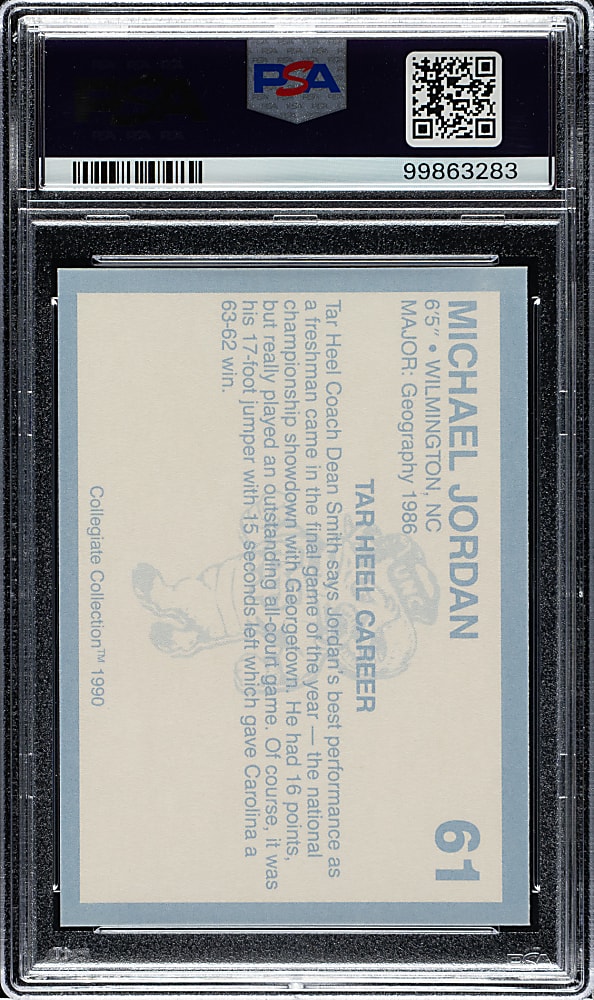 PSA
99863283
MICHAEL JORDAN 61
6'5" • WILMINGTON, NC
MAJOR: Geography 1986
TAR HEEL CAREER
Tar Heel Coach Dean Smith says Jordan's best performance as
a freshman came in the final game of the year — the national
championship showdown with Georgetown. He had 16 points,
but really played an outstanding all-court game. Of course, it was
his 17-foot jumper with 15 seconds left which gave Carolina a
63-62 win.
Collegiate Collection™ 1990
PSA